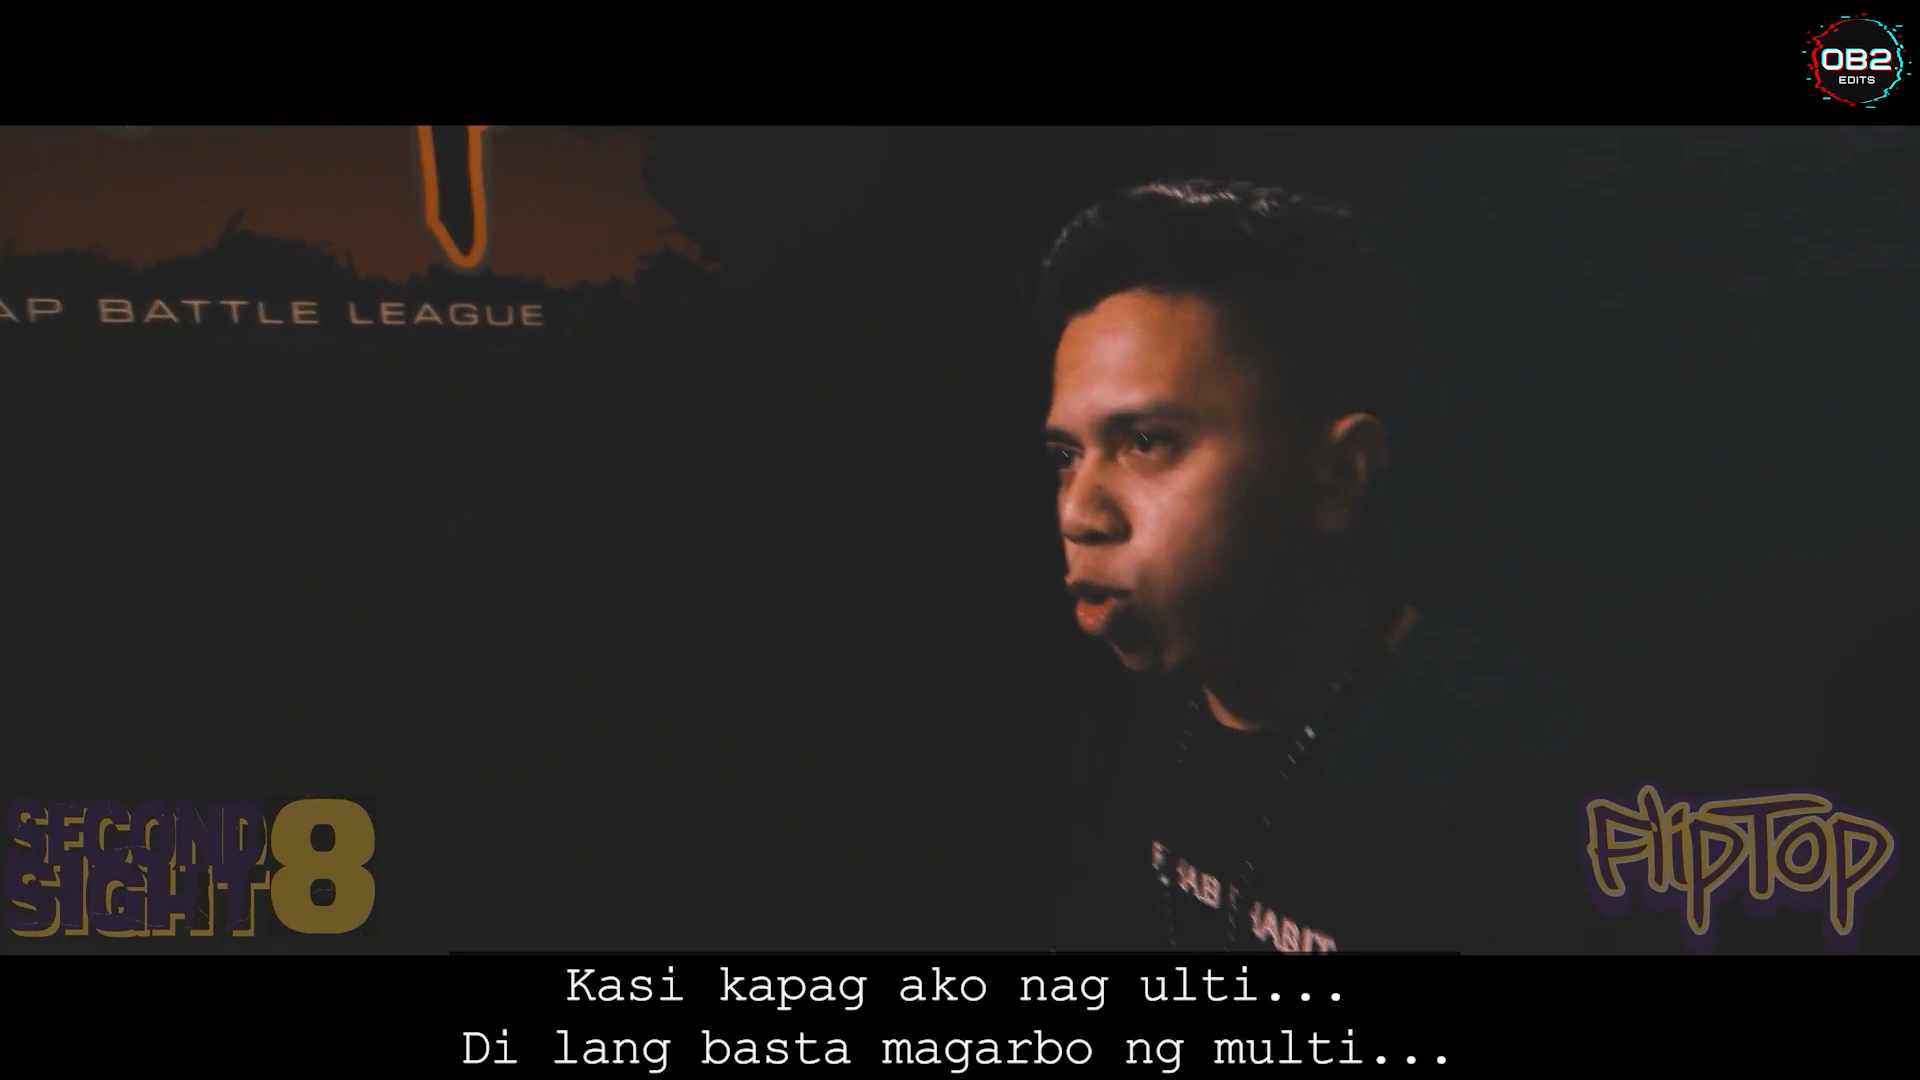 OB2
EDITS
AP BATTLE LEAGUE
SECOND
SIGHT 8
FlipTop
Kasi kapag ako nag ulti...
Di lang basta magarbo ng multi...